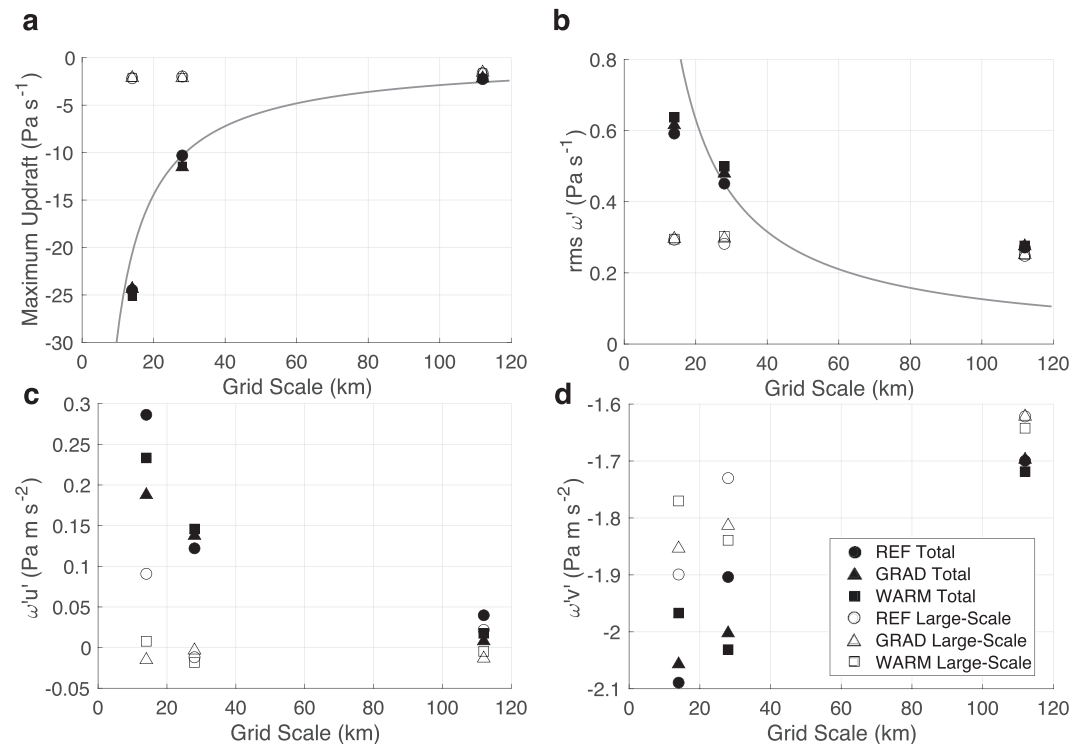 a
0
-5
-10
-15
-20
-25
-30
0 20 40 60 80 100 120
Grid Scale (km)
Maximum Updraft (Pa s⁻¹)
b
0.8
0.6
0.4
0.2
0
0 20 40 60 80 100 120
Grid Scale (km)
rms ω' (Pa s⁻¹)
c
0.3
0.25
0.2
0.15
0.1
0.05
0
-0.05
0 20 40 60 80 100 120
Grid Scale (km)
ω'u' (Pa m s⁻²)
d
-1.6
-1.7
-1.8
-1.9
-2
-2.1
0 20 40 60 80 100 120
Grid Scale (km)
ω'v' (Pa m s⁻²)
REF Total
GRAD Total
WARM Total
REF Large-Scale
GRAD Large-Scale
WARM Large-Scale